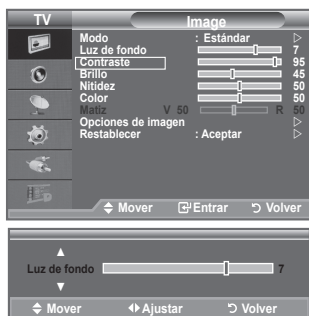 TV Image
Modo : Estándar
Luz de fondo 7
Contraste 95
Brillo 45
Nitidez 50
Color 50
Matiz V 50 R 50
Opciones de imagen
Restablecer : Aceptar
Mover Entrar Volver
Luz de fondo 7
Mover Ajustar Volver